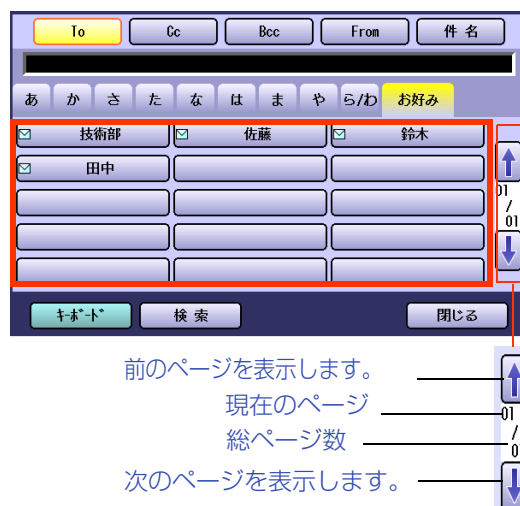 To Cc Bcc From 件 名
あ か さ た な は ま や ら/わ お好み
技術部 佐藤 鈴木
田中
01
/
01
ｷｰﾎﾞｰﾄﾞ 検 索 閉じる
前のページを表示します。
現在のページ 01
総ページ数 /
次のページを表示します。